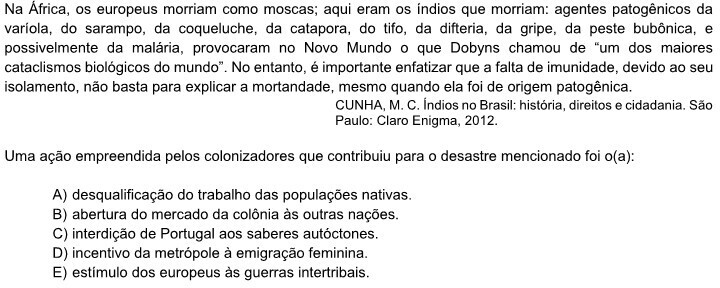 Na África, os europeus morriam como moscas; aqui eram os índios que morriam: agentes patogênicos da
varíola, do sarampo, da coqueluche, da catapora, do tifo, da difteria, da gripe, da peste bubônica, e
possivelmente da malária, provocaram no Novo Mundo o que Dobyns chamou de “um dos maiores
cataclismos biológicos do mundo”. No entanto, é importante enfatizar que a falta de imunidade, devido ao seu
isolamento, não basta para explicar a mortandade, mesmo quando ela foi de origem patogênica.
CUNHA, M. C. Índios no Brasil: história, direitos e cidadania. São
Paulo: Claro Enigma, 2012.
Uma ação empreendida pelos colonizadores que contribuiu para o desastre mencionado foi o(a):
A) desqualificação do trabalho das populações nativas.
B) abertura do mercado da colônia às outras nações.
C) interdição de Portugal aos saberes autóctones.
D) incentivo da metrópole à emigração feminina.
E) estímulo dos europeus às guerras intertribais.